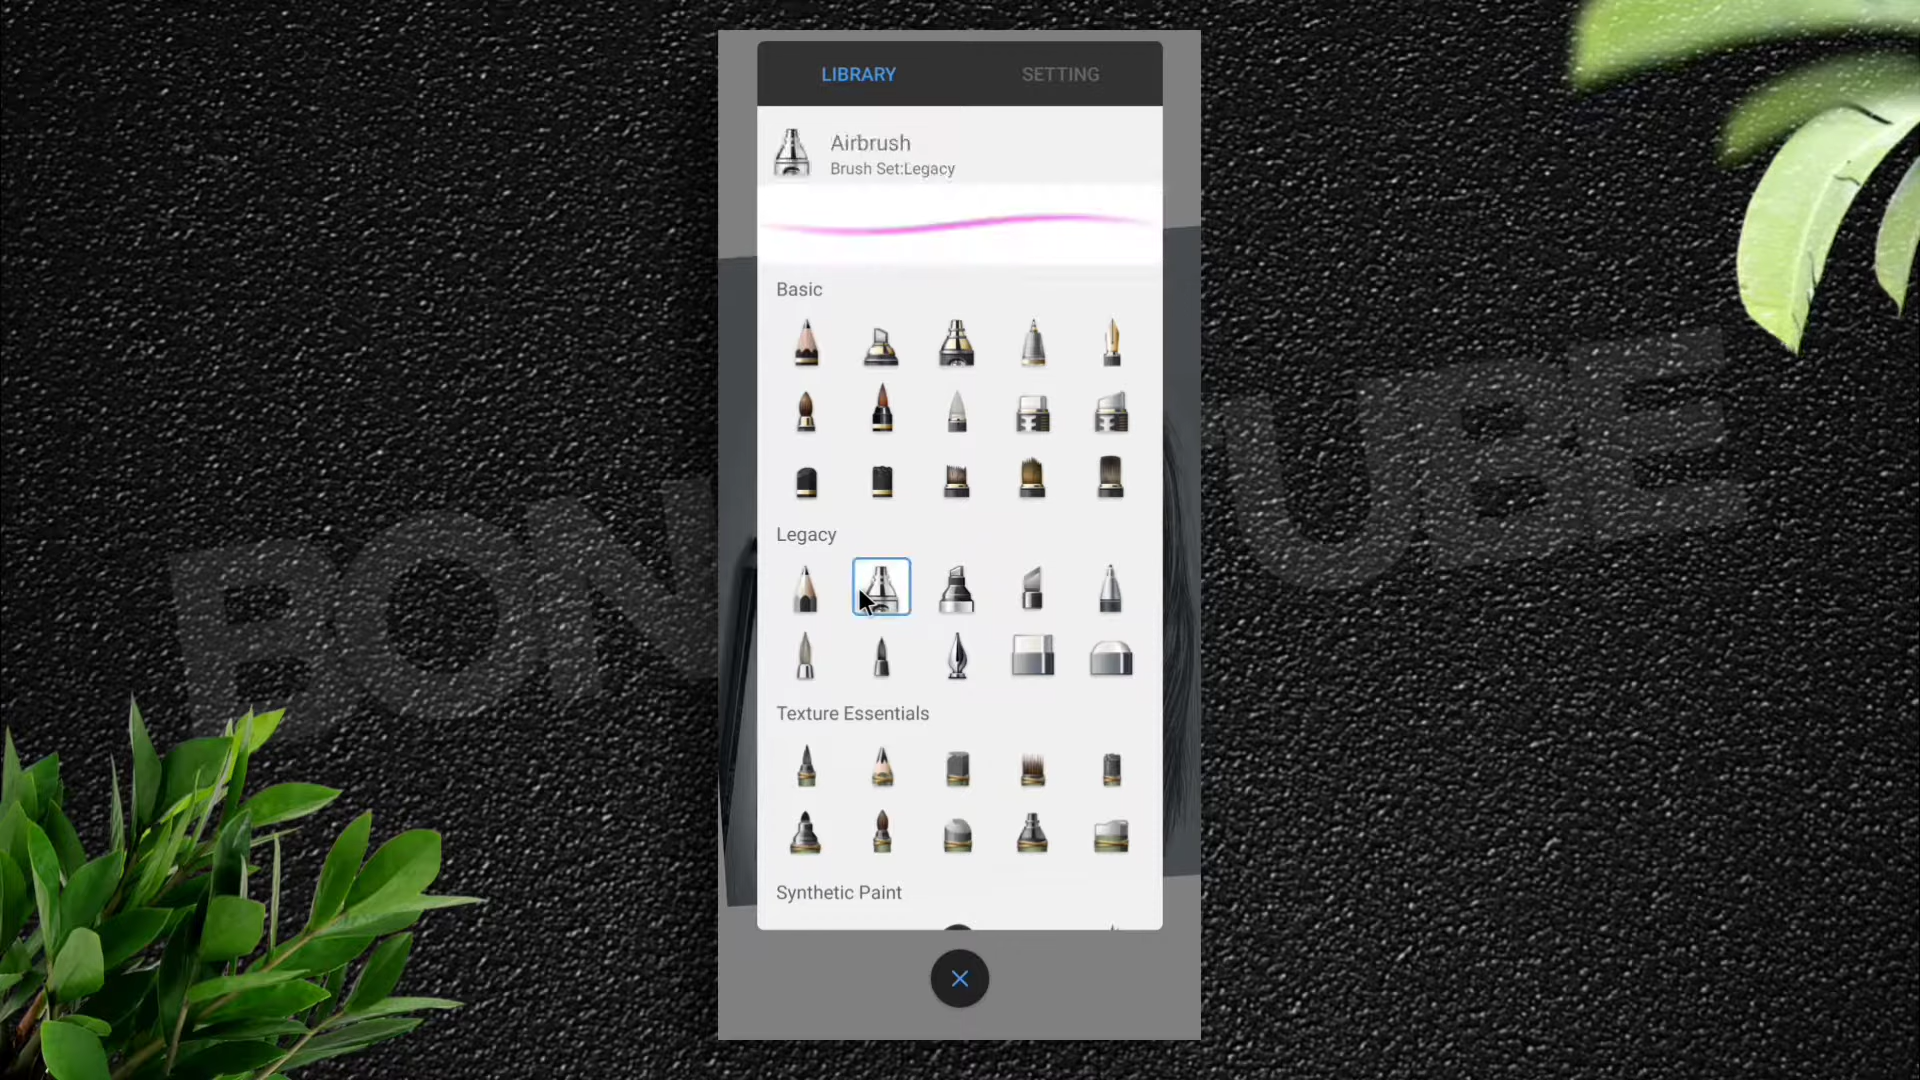 LIBRARY
SETTING
Airbrush
Brush Set:Legacy
Basic
Legacy
Texture Essentials
Synthetic Paint